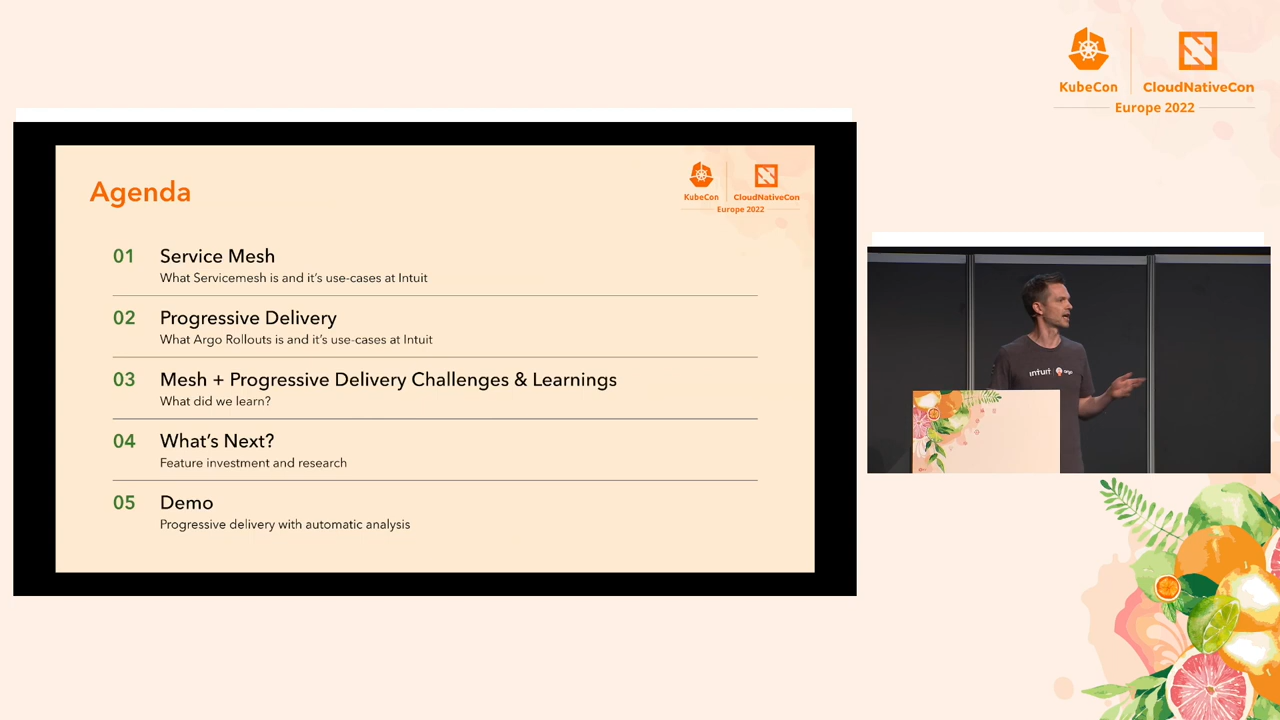 KubeCon
CloudNativeCon
Europe 2022
Agenda
KubeCon
CloudNativeCon
Europe 2022
01 Service Mesh
What Servicemesh is and it's use-cases at Intuit
02 Progressive Delivery
What Argo Rollouts is and it's use-cases at Intuit
03 Mesh + Progressive Delivery Challenges & Learnings
What did we learn?
04 What's Next?
Feature investment and research
05 Demo
Progressive delivery with automatic analysis
intuit argo